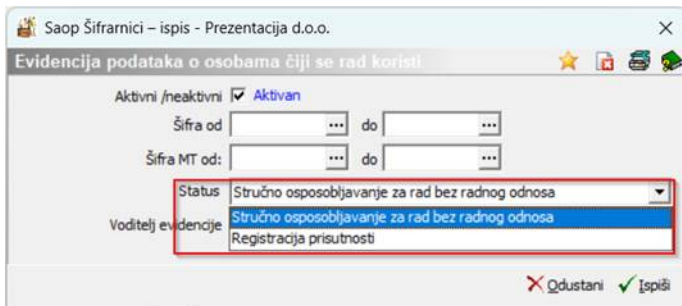 Saop Šifrarnici – ispis - Prezentacija d.o.o.
Evidencija podataka o osobama čiji se rad koristi
Aktivni /neaktivni Aktivan
Šifra od ... do ...
Šifra MT od: ... do ...
Status Stručno osposobljavanje za rad bez radnog odnosa
Stručno osposobljavanje za rad bez radnog odnosa
Voditelj evidencije
Registracija prisutnosti
Odustani Ispiši